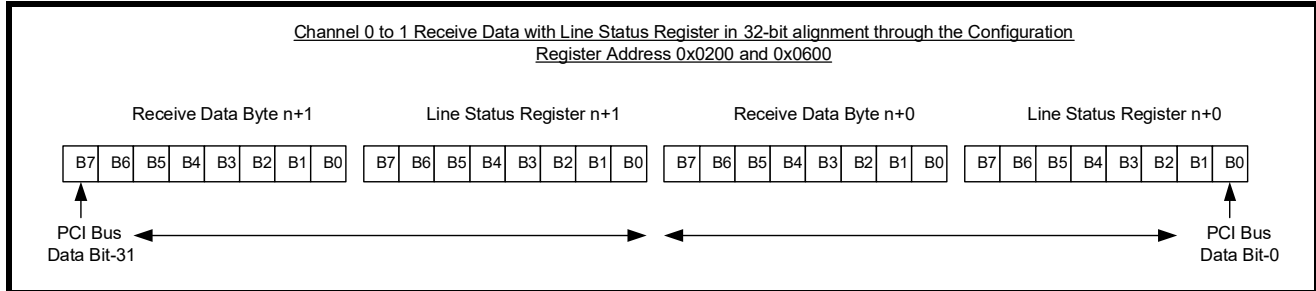 Channel 0 to 1 Receive Data with Line Status Register in 32-bit alignment through the Configuration
Register Address 0x0200 and 0x0600
Receive Data Byte n+1 Line Status Register n+1 Receive Data Byte n+0 Line Status Register n+0
B7 B6 B5 B4 B3 B2 B1 B0 B7 B6 B5 B4 B3 B2 B1 B0 B7 B6 B5 B4 B3 B2 B1 B0 B7 B6 B5 B4 B3 B2 B1 B0
PCI Bus PCI Bus
Data Bit-31 Data Bit-0